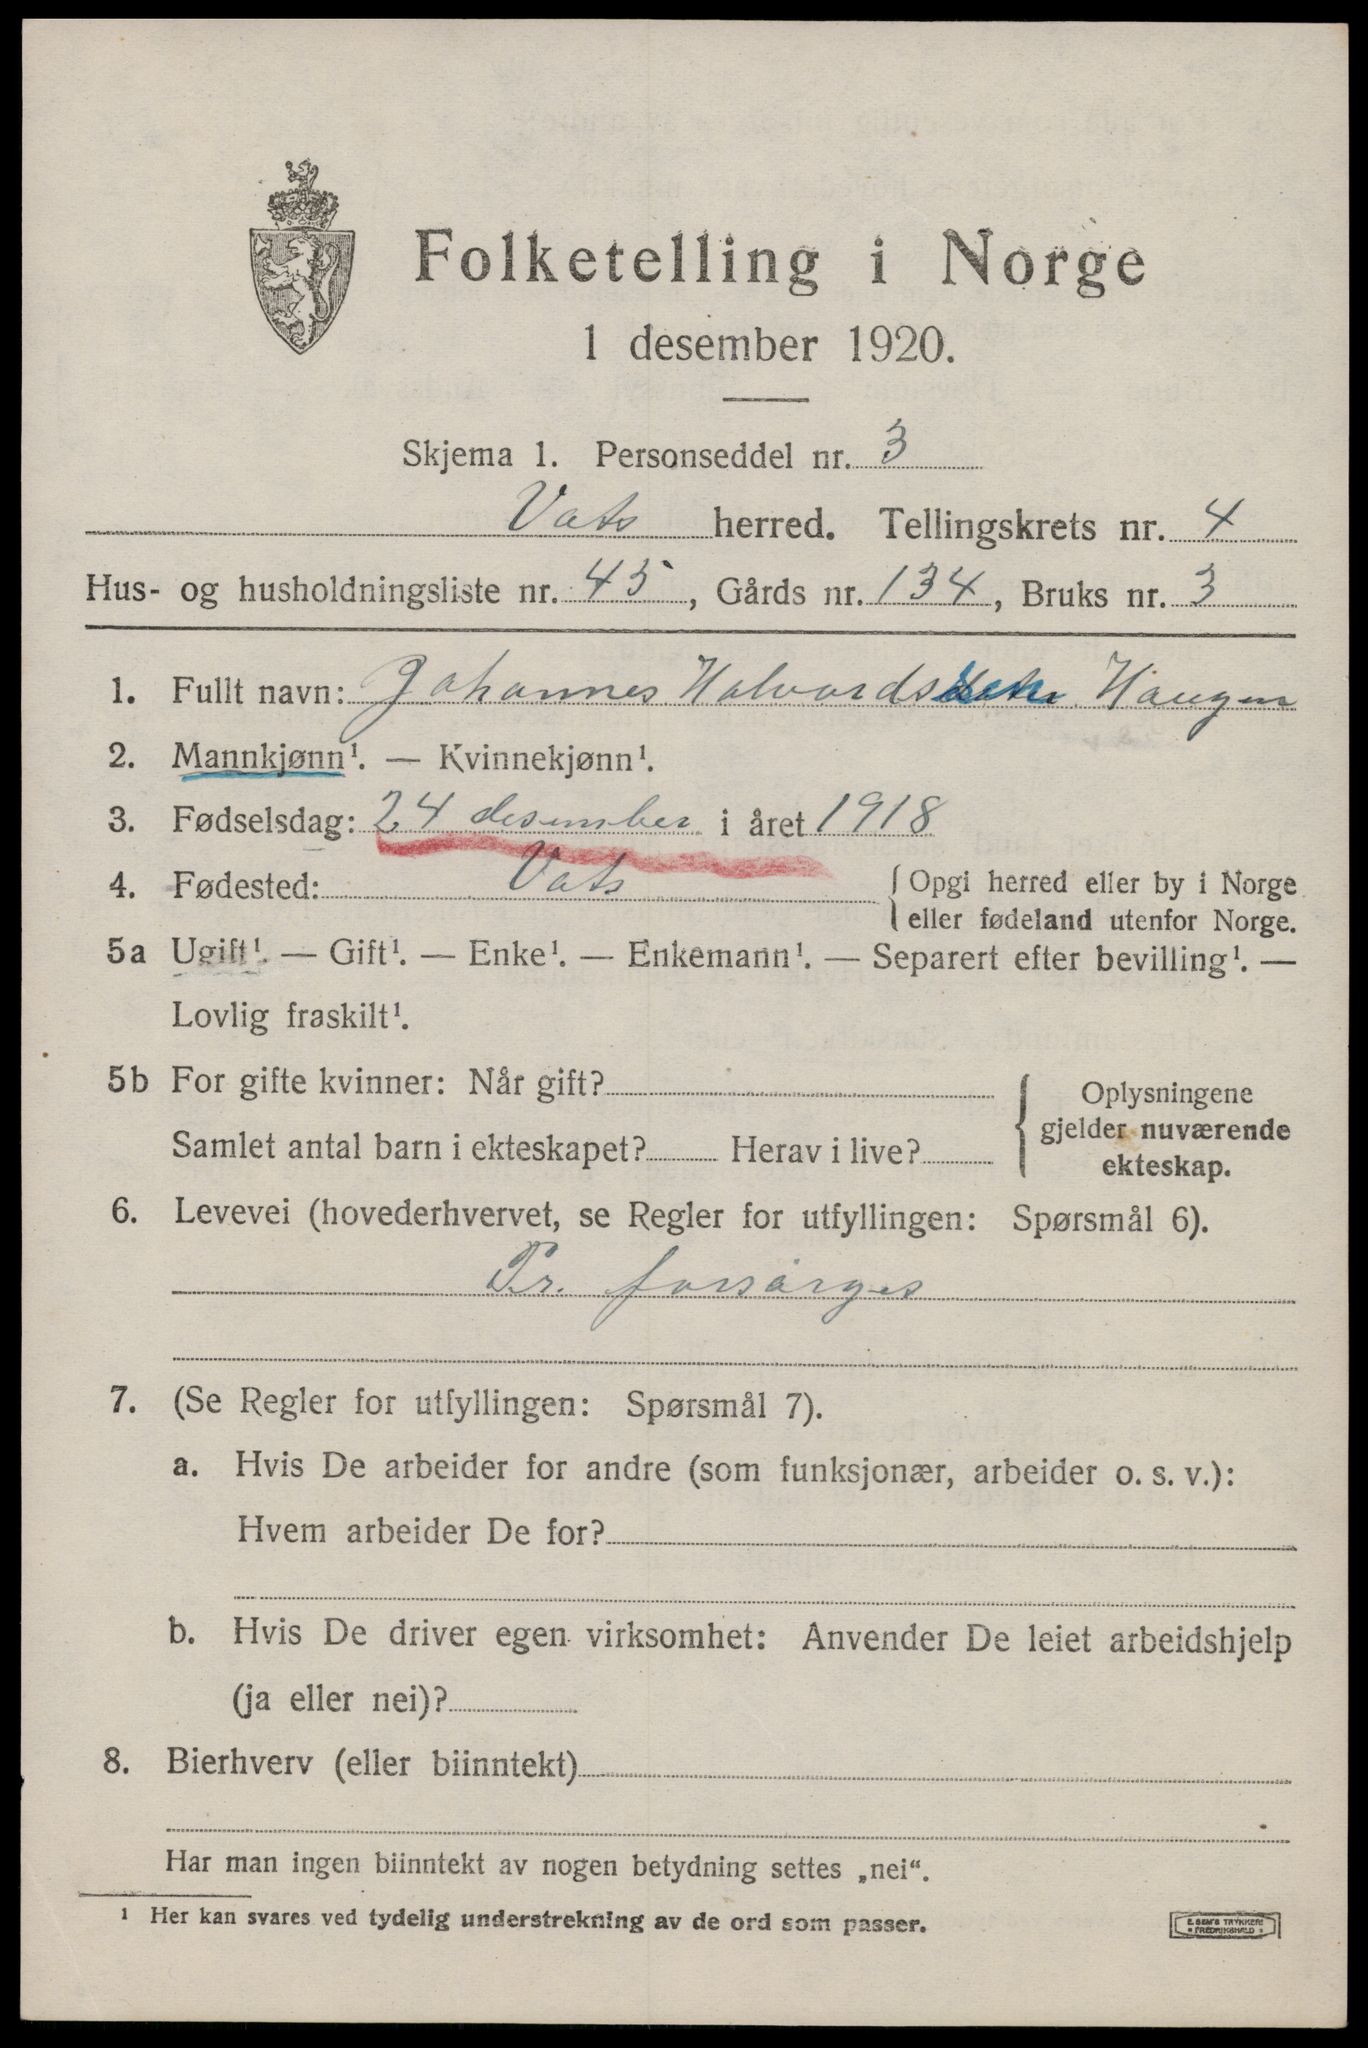 Folketelling i Norge
1 desember 1920.
Skjema 1. Personseddel nr. 3
Vats herred. Tellingskrets nr. 4
Hus- og husholdningsliste nr. 45, Gårds nr. 134, Bruks nr. 3
1. Fullt navn: Johannes Halvards Haugen
2. Mannkjønn¹. — Kvinnekjønn¹.
3. Fødselsdag: 24 desember i året 1918
4. Fødested: Vats {Opgi herred eller by i Norge
eller fødeland utenfor Norge.
5a Ugift¹. — Gift¹. — Enke¹. — Enkemann¹. — Separert efter bevilling¹. —
Lovlig fraskilt¹.
5b For gifte kvinner: Når gift? { Oplysningene
gjelder nuværende
Samlet antal barn i ekteskapet? Herav i live?
ekteskap.
6. Levevei (hovederhvervet, se Regler for utfyllingen: Spørsmål 6).
Pr. forsørges
7. (Se Regler for utfyllingen: Spørsmål 7).
a. Hvis De arbeider for andre (som funksjonær, arbeider o. s. v.):
Hvem arbeider De for?
b. Hvis De driver egen virksomhet: Anvender De leiet arbeidshjelp
(ja eller nei)?
8. Bierhverv (eller biinntekt)
Har man ingen biinntekt av nogen betydning settes „nei“.
¹ Her kan svares ved tydelig understrekning av de ord som passer.
E. SEM'S TRYKKERI
• FREDRIKSHALD •